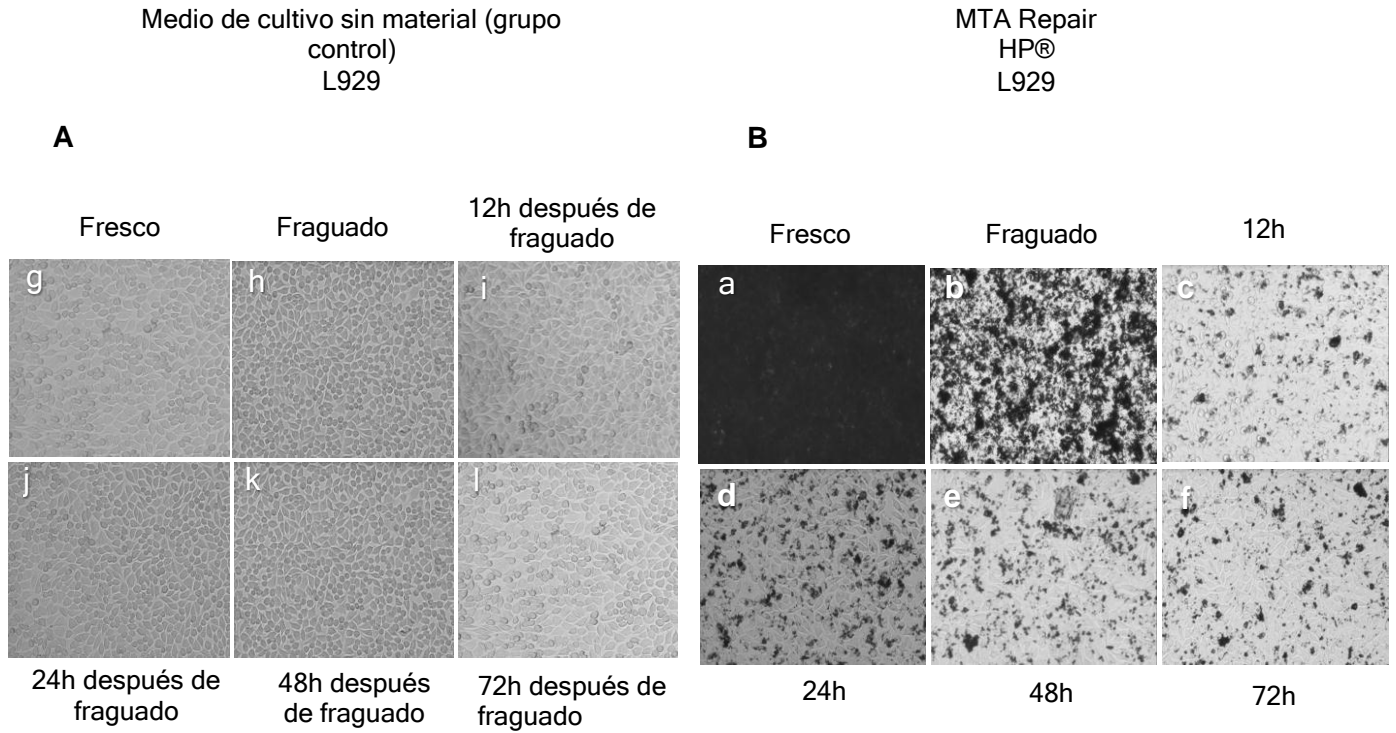 Medio de cultivo sin material (grupo
control)
L929
MTA Repair
HP®
L929
A
B
Fresco
Fraguado
12h después de
fraguado
g
h
i
j
k
l
24h después de
fraguado
48h después
de fraguado
72h después de
fraguado
Fresco
Fraguado
12h
a
b
c
d
e
f
24h
48h
72h